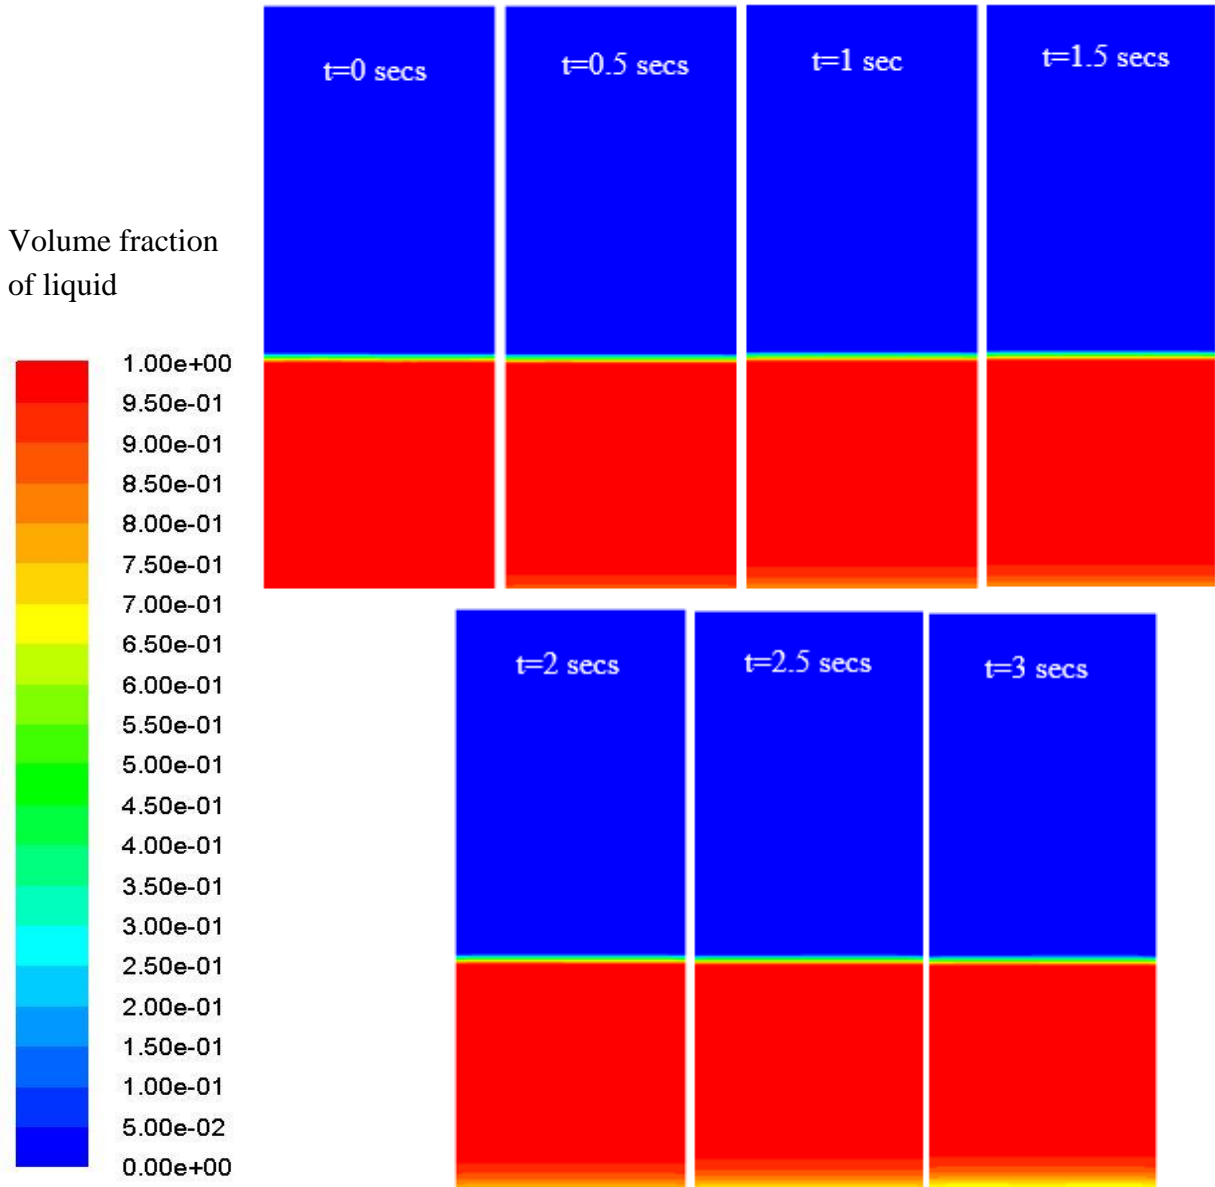 t=0 secs
t=0.5 secs
t=1 sec
t=1.5 secs
Volume fraction
of liquid
1.00e+00
9.50e-01
9.00e-01
8.50e-01
8.00e-01
7.50e-01
7.00e-01
6.50e-01
6.00e-01
5.50e-01
5.00e-01
4.50e-01
4.00e-01
3.50e-01
3.00e-01
2.50e-01
2.00e-01
1.50e-01
1.00e-01
5.00e-02
0.00e+00
t=2 secs
t=2.5 secs
t=3 secs